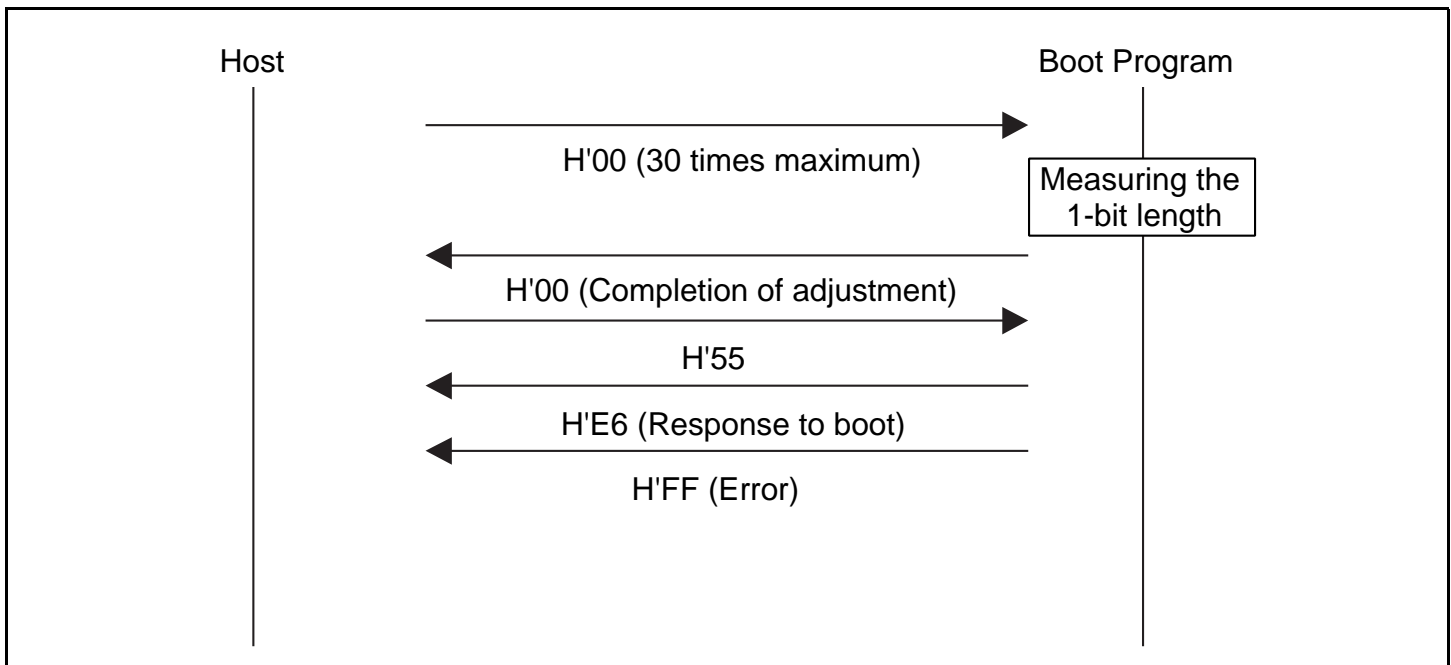 Host
Boot Program
H'00 (30 times maximum)
Measuring the
1-bit length
H'00 (Completion of adjustment)
H'55
H'E6 (Response to boot)
H'FF (Error)